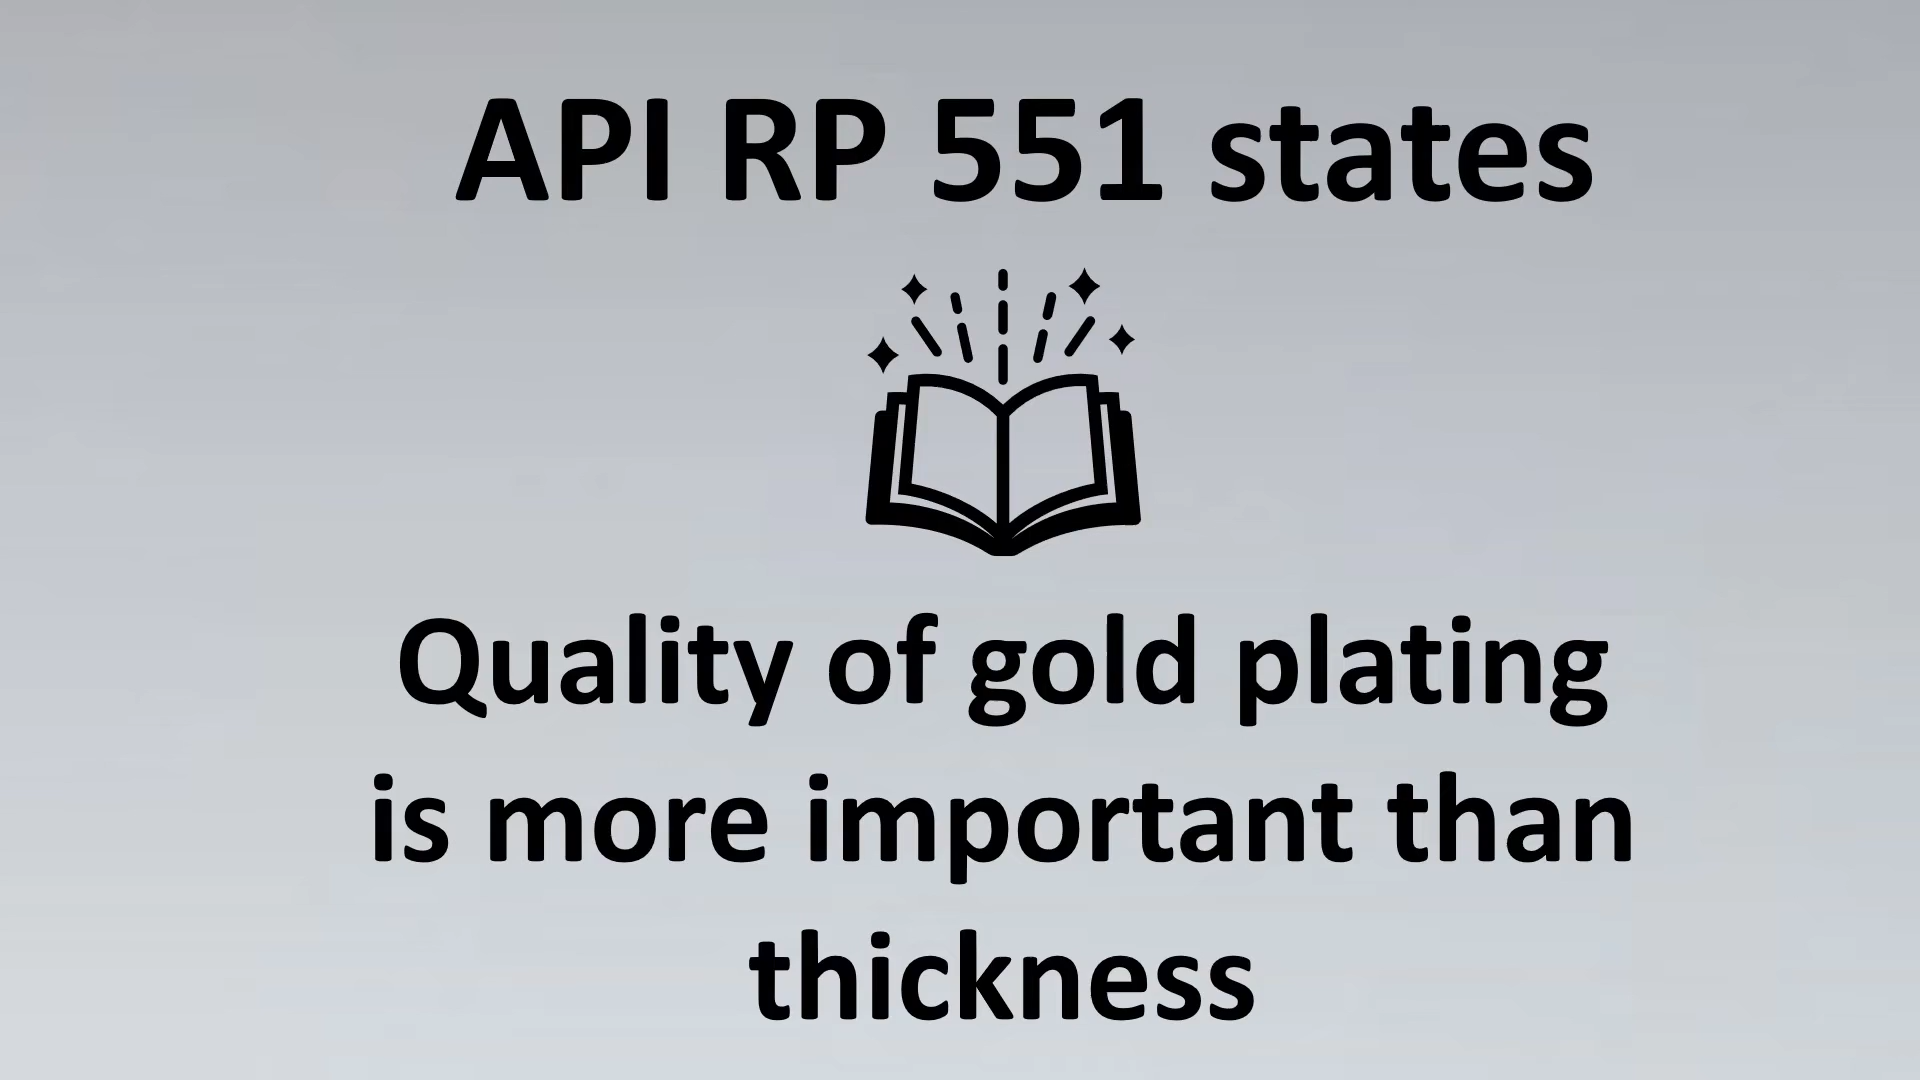 API RP 551 states
Quality of gold plating
is more important than
thickness